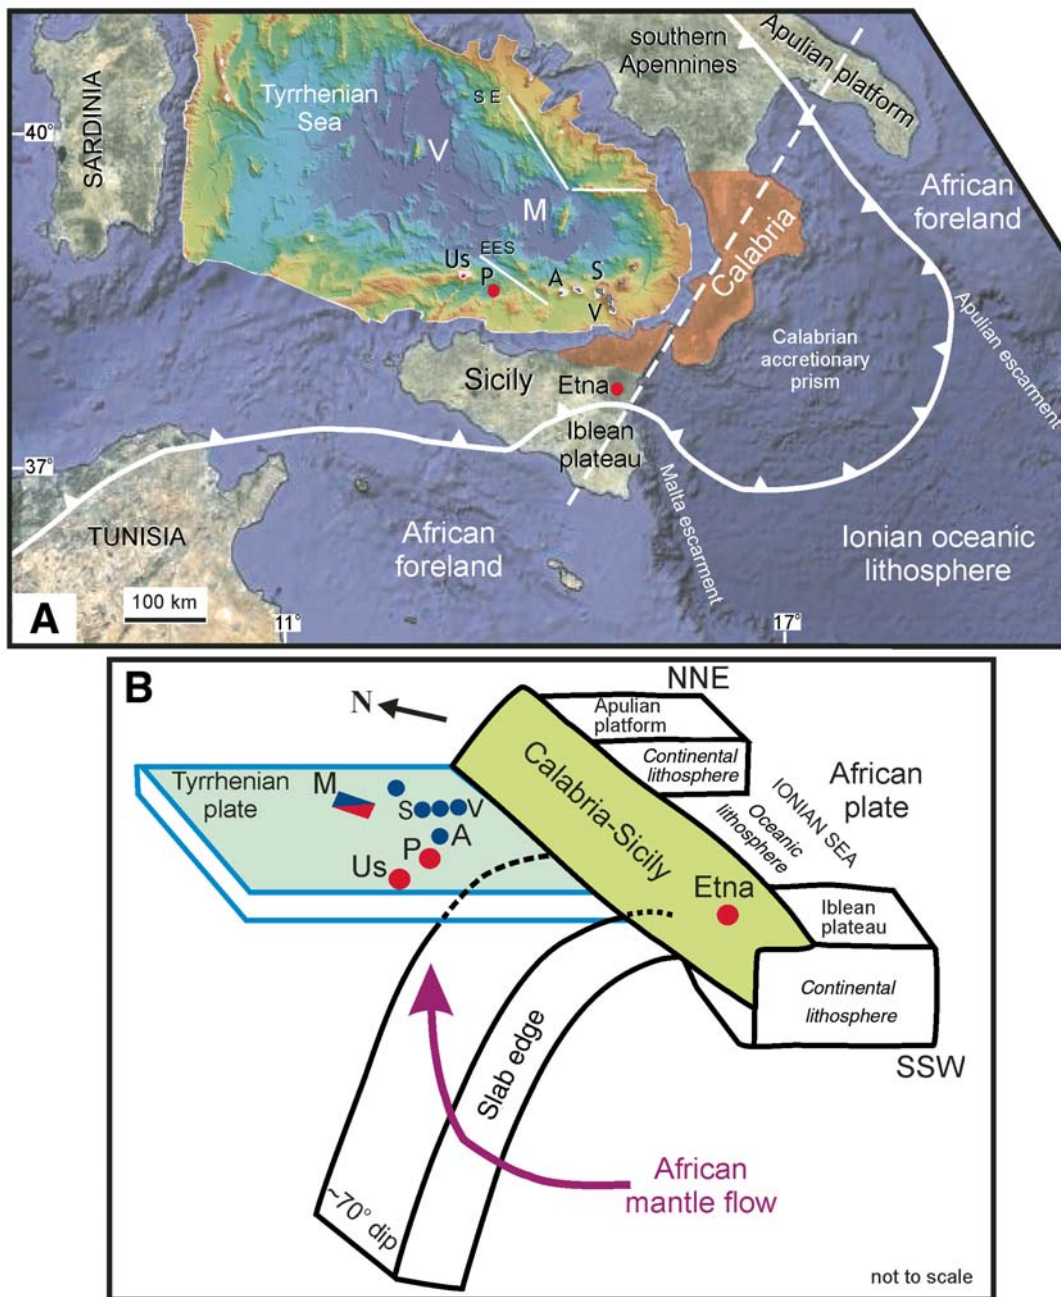 southern
Apennines
Apulian platform
SARDINIA
40°
Tyrrhenian
Sea
S E
V
M
African
foreland
Calabria
EES
Us
P
A
S
V
Apulian escarment
Calabrian
accretionary
prism
Sicily
Etna
Iblean
plateau
37°
Malta escarment
TUNISIA
African
foreland
Ionian oceanic
lithosphere
100 km
A
11°
17°
B
N
NNE
Apulian
platform
Continental
lithosphere
African
plate
IONIAN SEA
Oceanic
lithosphere
Tyrrhenian
plate
M
S
V
A
P
Us
Calabria-Sicily
Etna
Iblean
plateau
Continental
lithosphere
SSW
Slab edge
African
mantle flow
~70° dip
not to scale